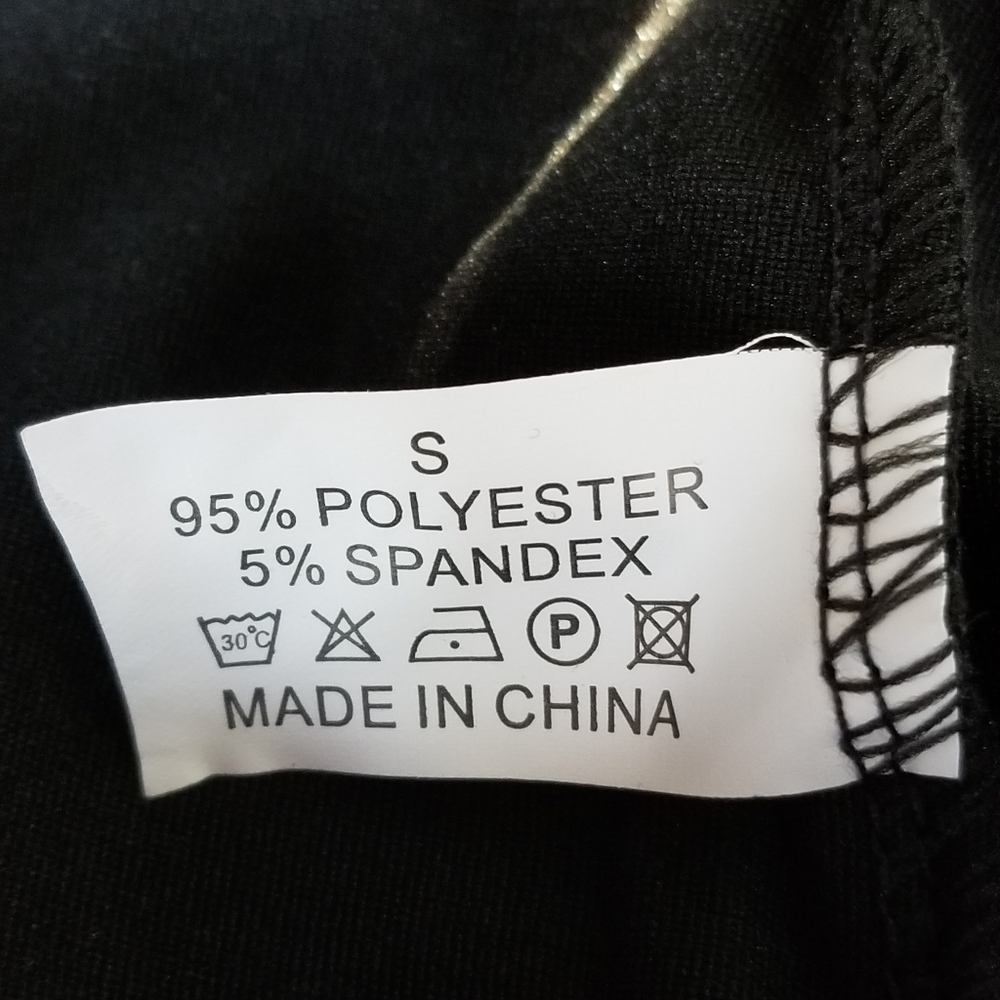 S
95% POLYESTER
5% SPANDEX
30°C P
MADE IN CHINA